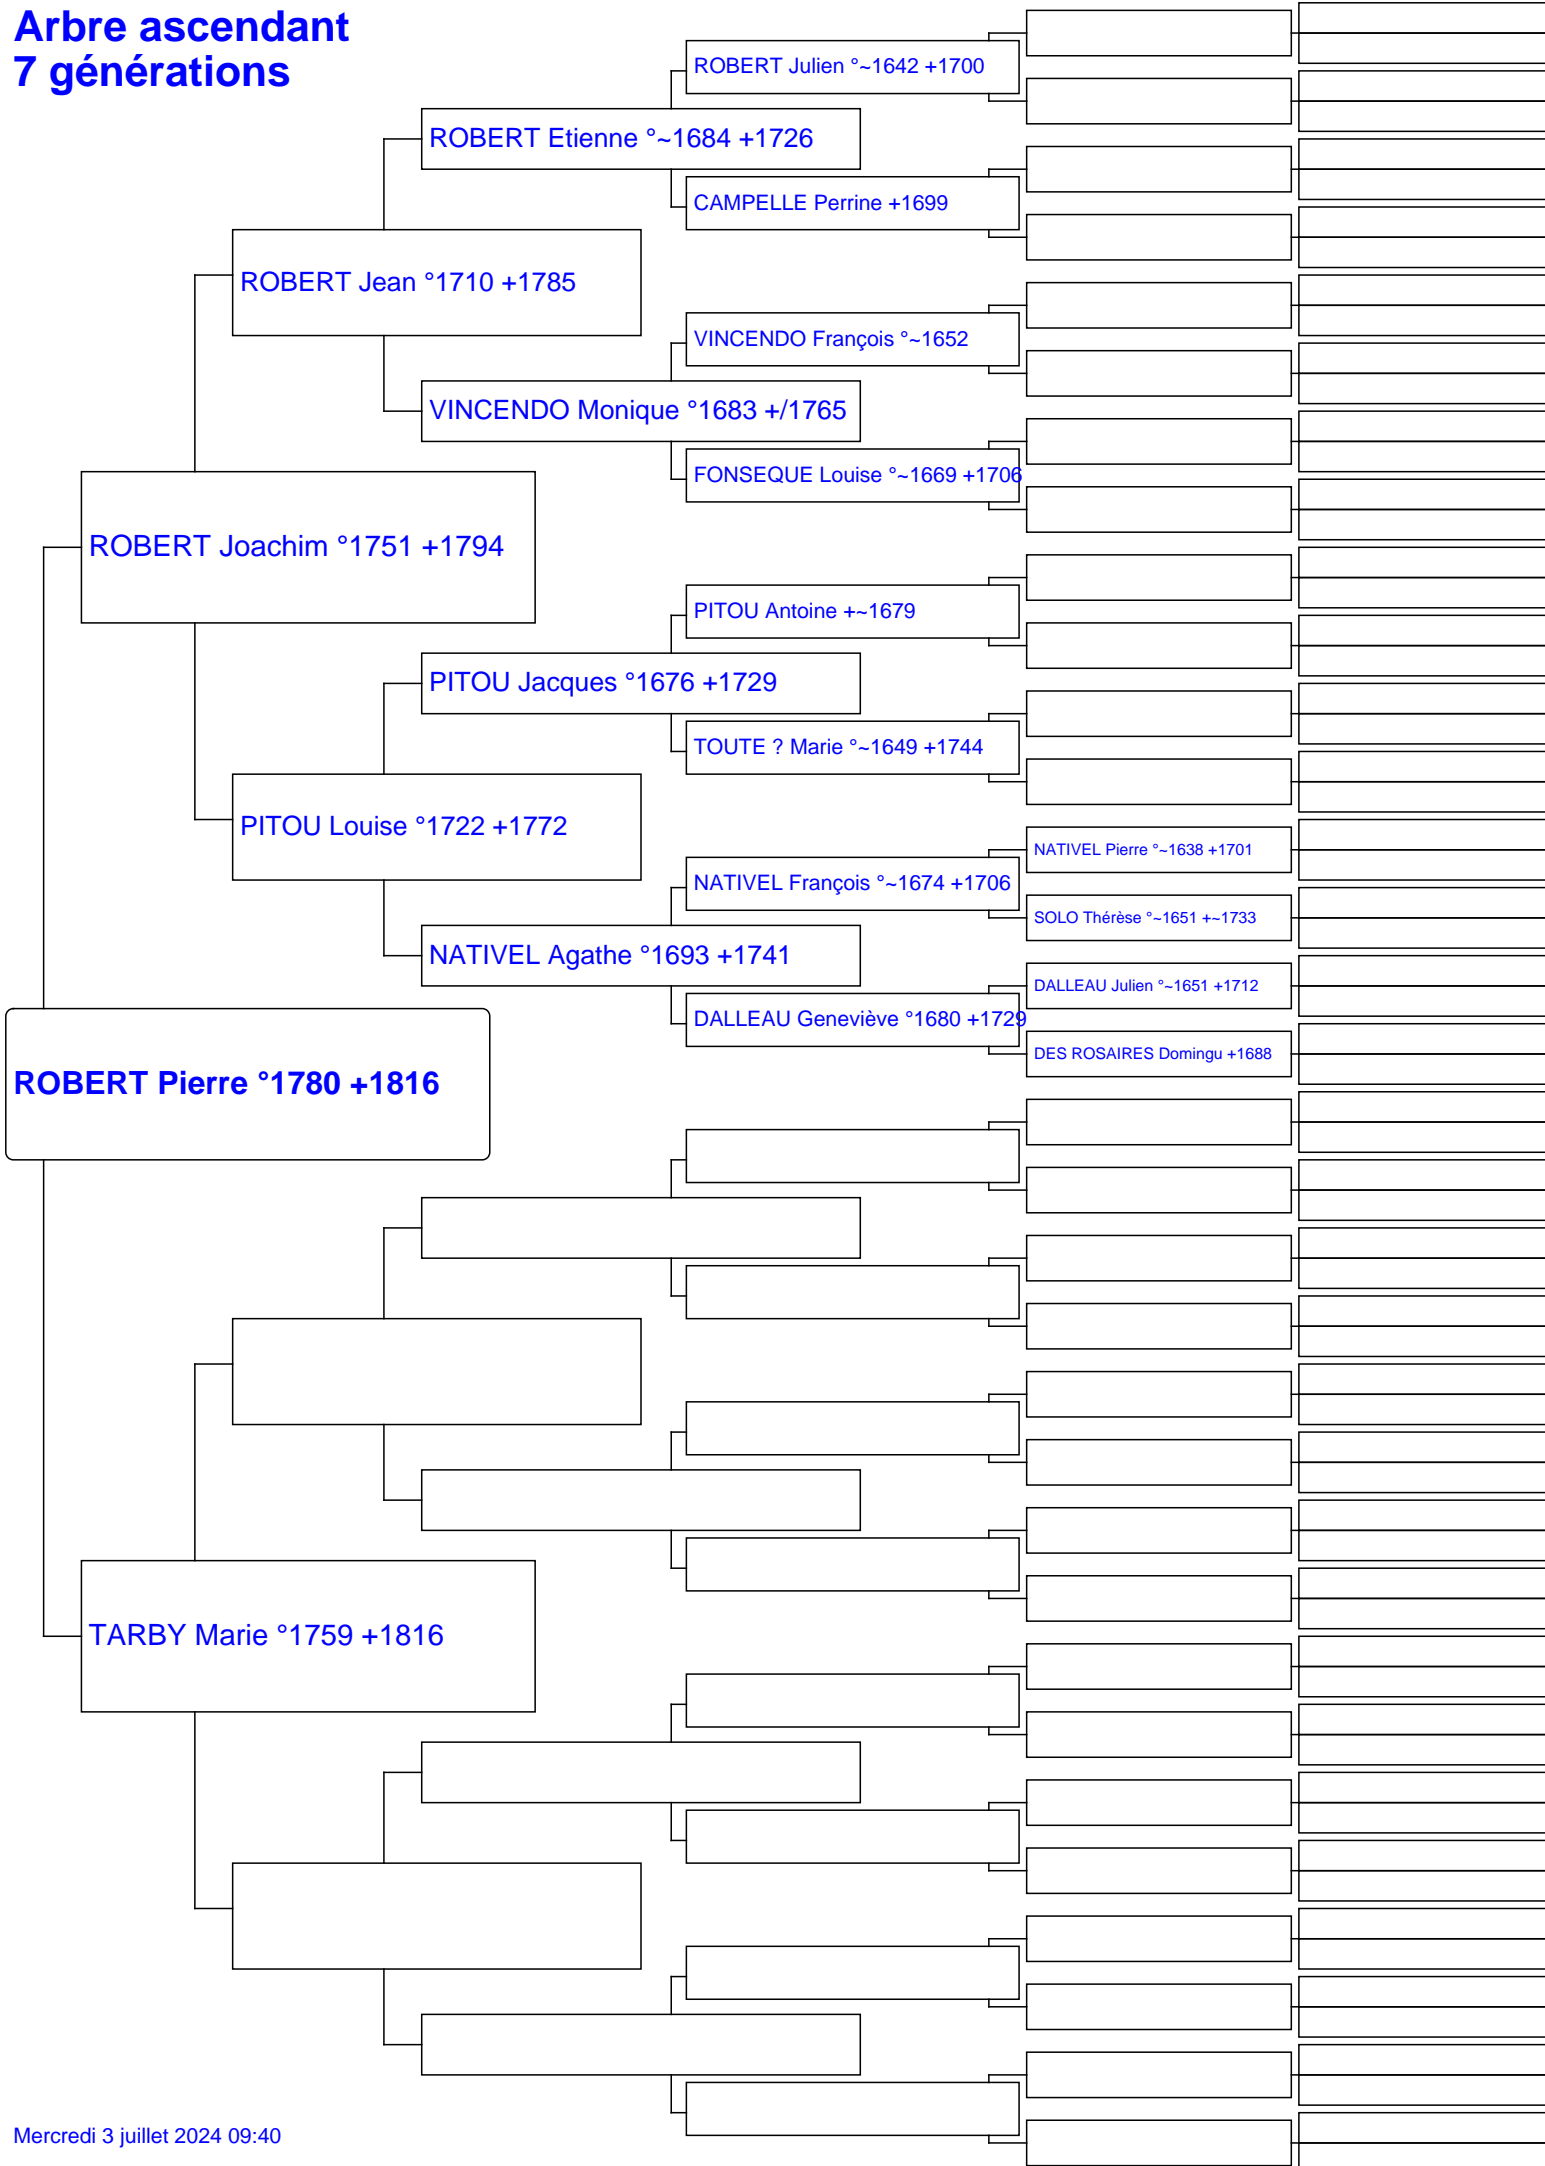 Arbre ascendant
7 générations
ROBERT Julien °~1642 +1700
ROBERT Etienne °~1684 +1726
CAMPELLE Perrine +1699
ROBERT Jean °1710 +1785
VINCENDO François °~1652
VINCENDO Monique °1683 +/1765
FONSEQUE Louise °~1669 +1706
ROBERT Joachim °1751 +1794
PITOU Antoine +~1679
PITOU Jacques °1676 +1729
TOUTE ? Marie °~1649 +1744
PITOU Louise °1722 +1772
NATIVEL Pierre °~1638 +1701
NATIVEL François °~1674 +1706
SOLO Thérèse °~1651 +~1733
NATIVEL Agathe °1693 +1741
DALLEAU Julien °~1651 +1712
DALLEAU Geneviève °1680 +1729
DES ROSAIRES Domingu +1688
ROBERT Pierre °1780 +1816
TARBY Marie °1759 +1816
Mercredi 3 juillet 2024 09:40